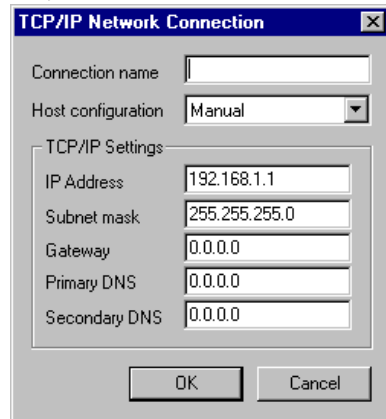 TCP/IP Network Connection
Connection name
Host configuration Manual
TCP/IP Settings
IP Address 192.168.1.1
Subnet mask 255.255.255.0
Gateway 0.0.0.0
Primary DNS 0.0.0.0
Secondary DNS 0.0.0.0
OK Cancel